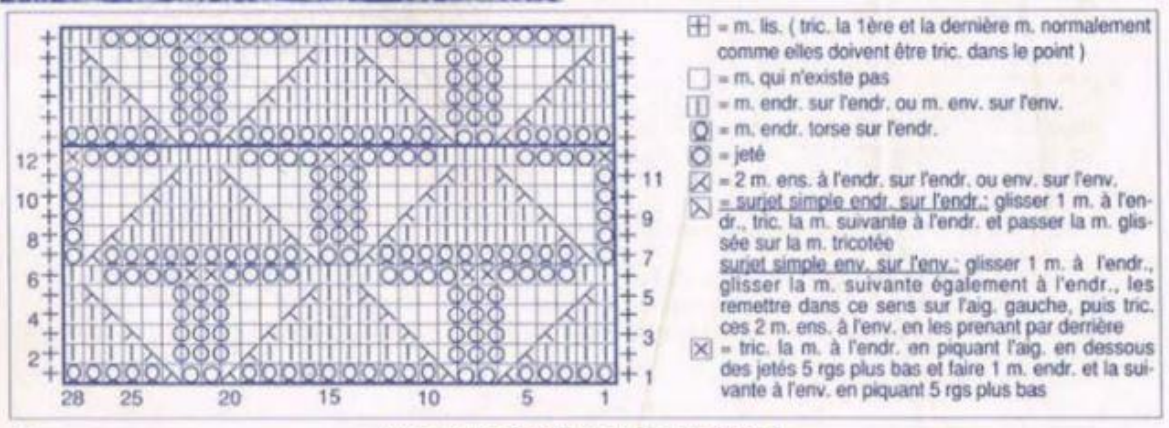 + = m. lis. ( tric. la 1ère et la dernière m. normalement
comme elles doivent être tric. dans le point )
= m. qui n'existe pas
= m. endr. sur l'endr. ou m. env. sur l'env.
= m. endr. torse sur l'endr.
= jeté
= 2 m. ens. à l'endr. sur l'endr. ou env. sur l'env.
= surjet simple endr. sur l'endr.: glisser 1 m. à l'en-
dr., tric. la m. suivante à l'endr. et passer la m. glis-
sée sur la m. tricotée
surjet simple env. sur l'env.: glisser 1 m. à l'endr.,
glisser la m. suivante également à l'endr., les
remettre dans ce sens sur l'aig. gauche, puis tric.
ces 2 m. ens. à l'env. en les prenant par derrière
= tric. la m. à l'endr. en piquant l'aig. en dessous
des jetés 5 rgs plus bas et faire 1 m. endr. et la sui-
vante à l'env. en piquant 5 rgs plus bas
12
10
8
6
4
2
11
9
7
5
3
1
28 25 20 15 10 5 1